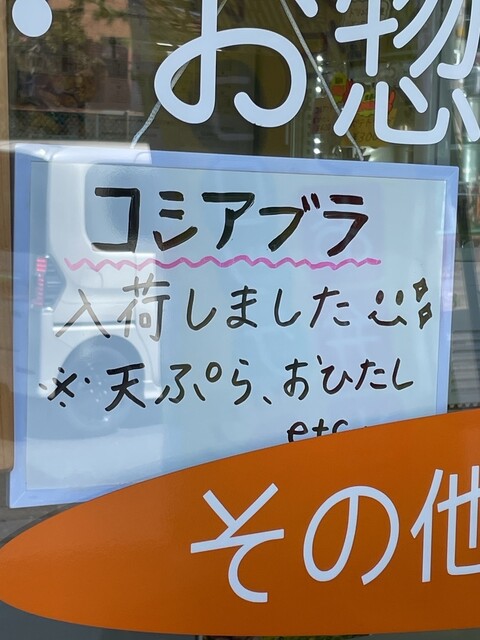 お惣
コシアブラ
入荷しました
※天ぷら、おひたし
etc
その他